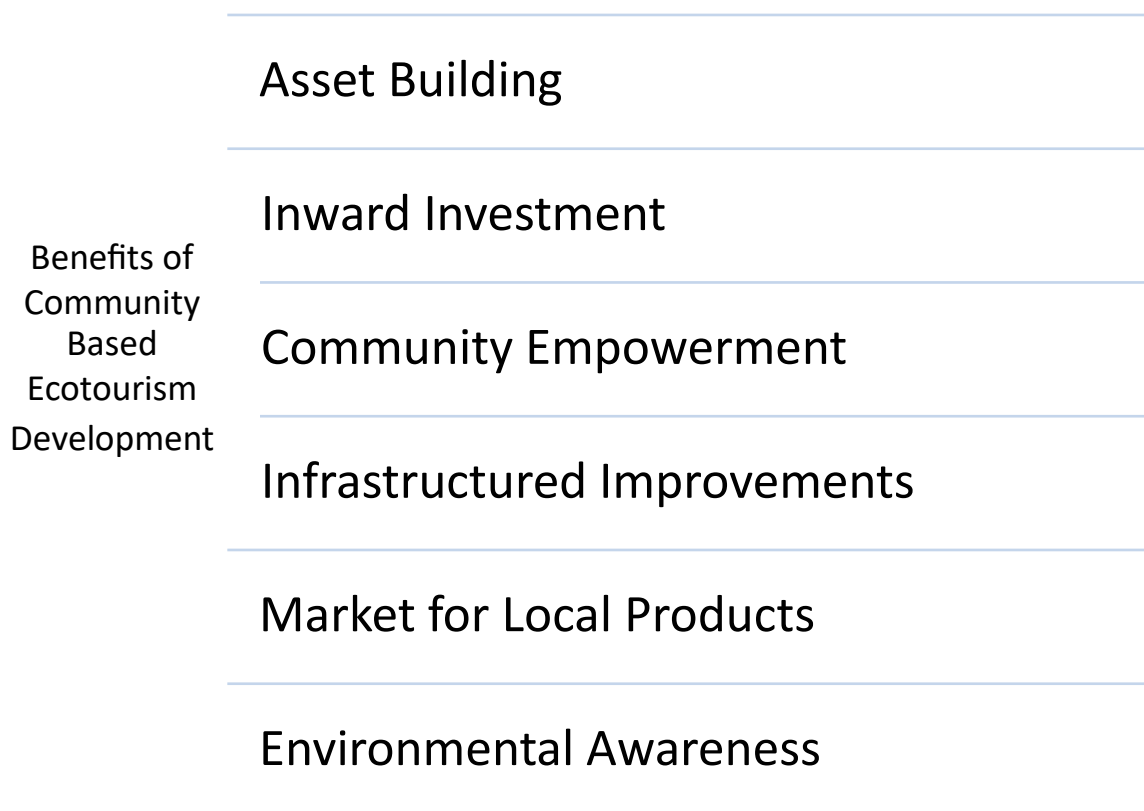 Benefits of
Community
Based
Ecotourism
Development
Asset Building
Inward Investment
Community Empowerment
Infrastructured Improvements
Market for Local Products
Environmental Awareness